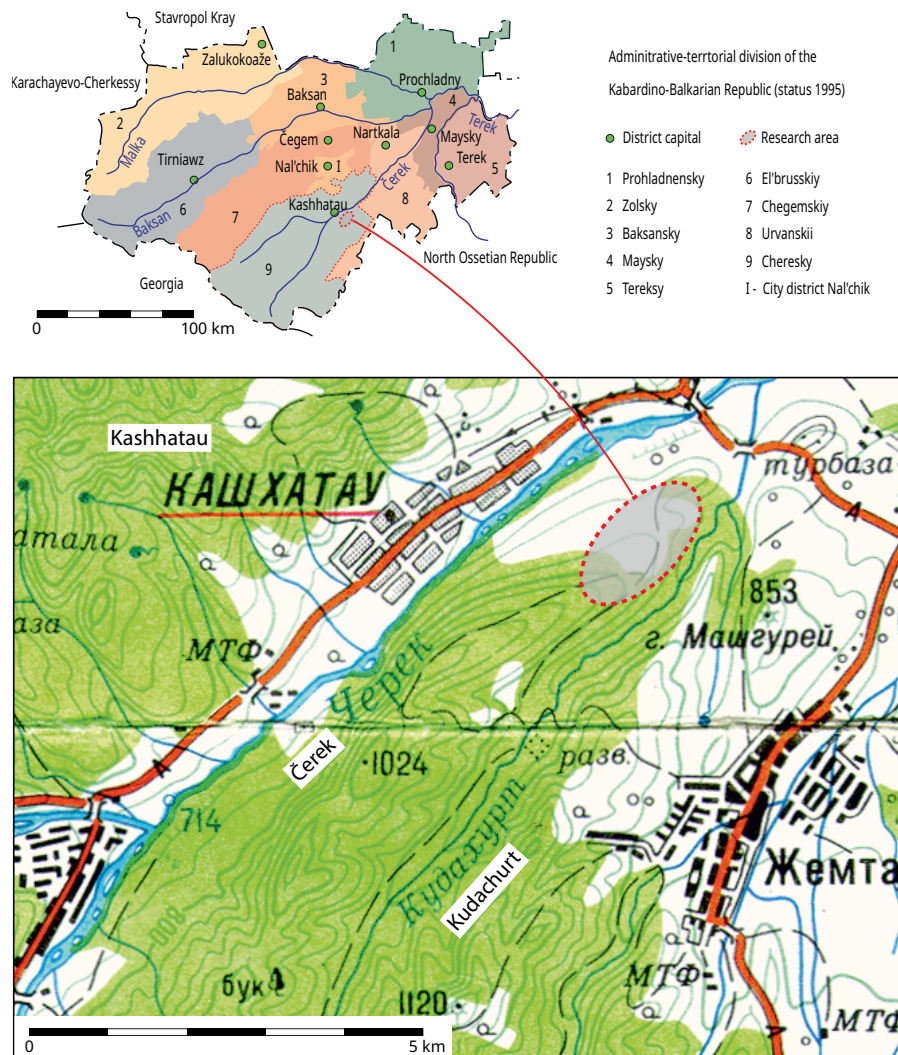 Stavropol Kray
Zalukokoaže
Karachayevo-Cherkessy
1
Prochladny
3
Baksan
2
4
Malka
Čegem
Nartkala
Terek
Maysky
Tirniawz
Nal'chik
I
Čerek
Terek
5
6
Baksan
7
Kashhatau
8
9
North Ossetian Republic
Georgia
0
100 km
Adminitrative-terrtorial division of the
Kabardino-Balkarian Republic (status 1995)
District capital
Research area
1 Prohladnensky
2 Zolsky
3 Baksansky
4 Maysky
5 Tereksy
6 El'brusskiy
7 Chegemskiy
8 Urvanskii
9 Cheresky
I - City district Nal'chik
Kashhatau
КАШХАТАУ
турбаза
А
атала
аза
853
г. Машгурей
МТФ
Черек
Čerek
1024
разв.
А
714
Кудахурт
Kudachurt
Жемта
800
бук
1120
МТФ
МТФ
А
0
5 km